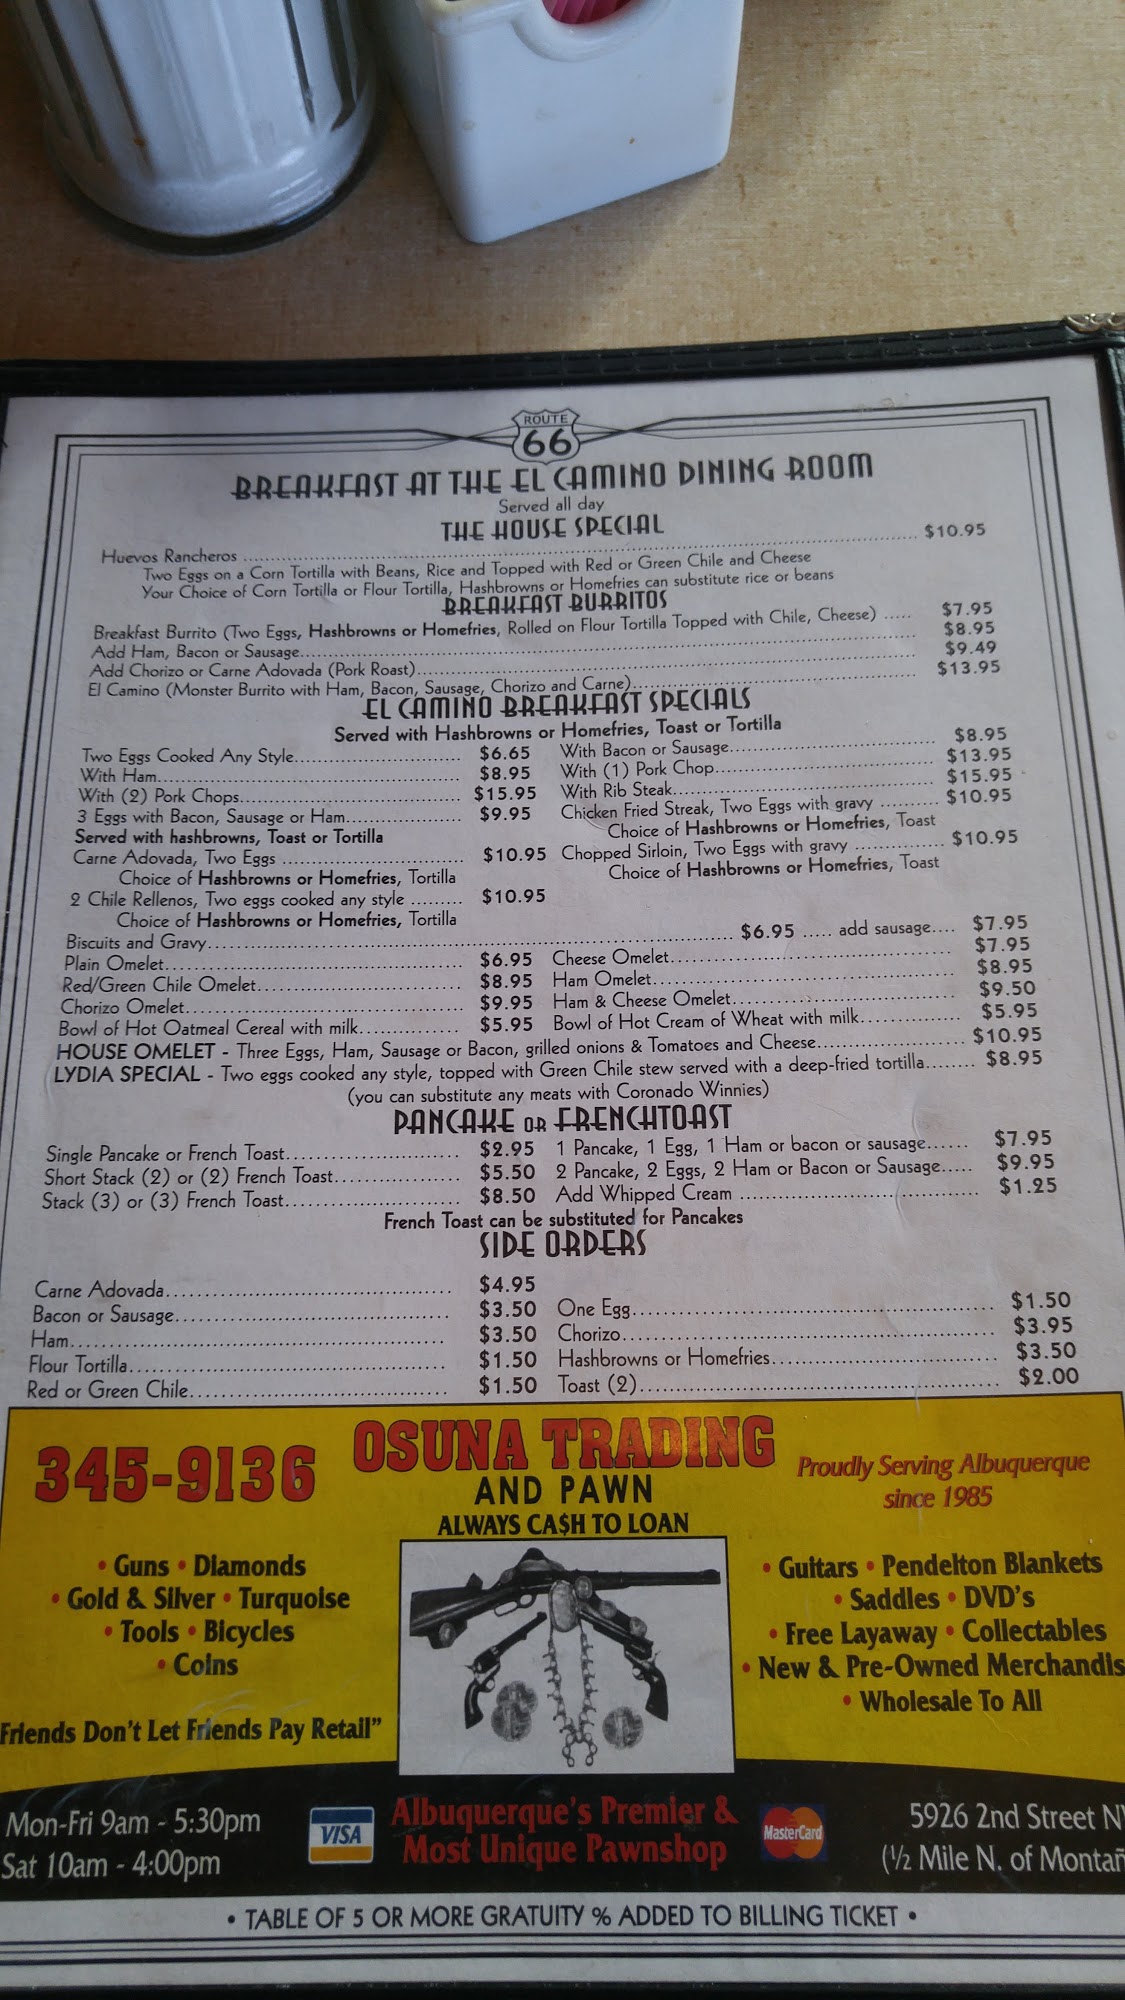 ROUTE
66
BREAKFAST AT THE EL CAMINO DINING ROOM
Served all day
THE HOUSE SPECIAL
Huevos Rancheros ........ $10.95
Two Eggs on a Corn Tortilla with Beans, Rice and Topped with Red or Green Chile and Cheese
Your Choice of Corn Tortilla or Flour Tortilla, Hashbrowns or Homefries can substitute rice or beans
BREAKFAST BURRITOS
Breakfast Burrito (Two Eggs, Hashbrowns or Homefries, Rolled on Flour Tortilla Topped with Chile, Cheese) ..... $7.95
Add Ham, Bacon or Sausage........ $8.95
Add Chorizo or Carne Adovada (Pork Roast)........ $9.49
El Camino (Monster Burrito with Ham, Bacon, Sausage, Chorizo and Carne)........ $13.95
EL CAMINO BREAKFAST SPECIALS
Served with Hashbrowns or Homefries, Toast or Tortilla
Two Eggs Cooked Any Style........ $6.65 With Bacon or Sausage........ $8.95
With Ham........ $8.95 With (1) Pork Chop........ $13.95
With (2) Pork Chops........ $15.95 With Rib Steak........ $15.95
3 Eggs with Bacon, Sausage or Ham........ $9.95 Chicken Fried Streak, Two Eggs with gravy ........ $10.95
Served with hashbrowns, Toast or Tortilla Choice of Hashbrowns or Homefries, Toast
Carne Adovada, Two Eggs ........ $10.95 Chopped Sirloin, Two Eggs with gravy ........ $10.95
Choice of Hashbrowns or Homefries, Tortilla Choice of Hashbrowns or Homefries, Toast
2 Chile Rellenos, Two eggs cooked any style ........ $10.95
Choice of Hashbrowns or Homefries, Tortilla
Biscuits and Gravy........ $6.95 ..... add sausage.... $7.95
Plain Omelet........ $6.95 Cheese Omelet........ $7.95
Red/Green Chile Omelet........ $8.95 Ham Omelet........ $8.95
Chorizo Omelet........ $9.95 Ham & Cheese Omelet........ $9.50
Bowl of Hot Oatmeal Cereal with milk........ $5.95 Bowl of Hot Cream of Wheat with milk........ $5.95
HOUSE OMELET - Three Eggs, Ham, Sausage or Bacon, grilled onions & Tomatoes and Cheese........ $10.95
LYDIA SPECIAL - Two eggs cooked any style, topped with Green Chile stew served with a deep-fried tortilla........ $8.95
(you can substitute any meats with Coronado Winnies)
PANCAKE OR FRENCHTOAST
Single Pancake or French Toast........ $2.95 1 Pancake, 1 Egg, 1 Ham or bacon or sausage...... $7.95
Short Stack (2) or (2) French Toast........ $5.50 2 Pancake, 2 Eggs, 2 Ham or Bacon or Sausage..... $9.95
Stack (3) or (3) French Toast........ $8.50 Add Whipped Cream ........ $1.25
French Toast can be substituted for Pancakes
SIDE ORDERS
Carne Adovada........ $4.95
Bacon or Sausage........ $3.50 One Egg........ $1.50
Ham........ $3.50 Chorizo........ $3.95
Flour Tortilla........ $1.50 Hashbrowns or Homefries........ $3.50
Red or Green Chile........ $1.50 Toast (2)........ $2.00
345-9136 OSUNA TRADING
AND PAWN
ALWAYS CA$H TO LOAN
Proudly Serving Albuquerque
since 1985
• Guns • Diamonds
• Gold & Silver • Turquoise
• Tools • Bicycles
• Coins
Friends Don't Let Friends Pay Retail"
• Guitars • Pendelton Blankets
• Saddles • DVD's
• Free Layaway • Collectables
• New & Pre-Owned Merchandis
• Wholesale To All
Mon-Fri 9am - 5:30pm
Sat 10am - 4:00pm
VISA
Albuquerque's Premier &
Most Unique Pawnshop
MasterCard
5926 2nd Street N
(½ Mile N. of Montañ
• TABLE OF 5 OR MORE GRATUITY % ADDED TO BILLING TICKET •